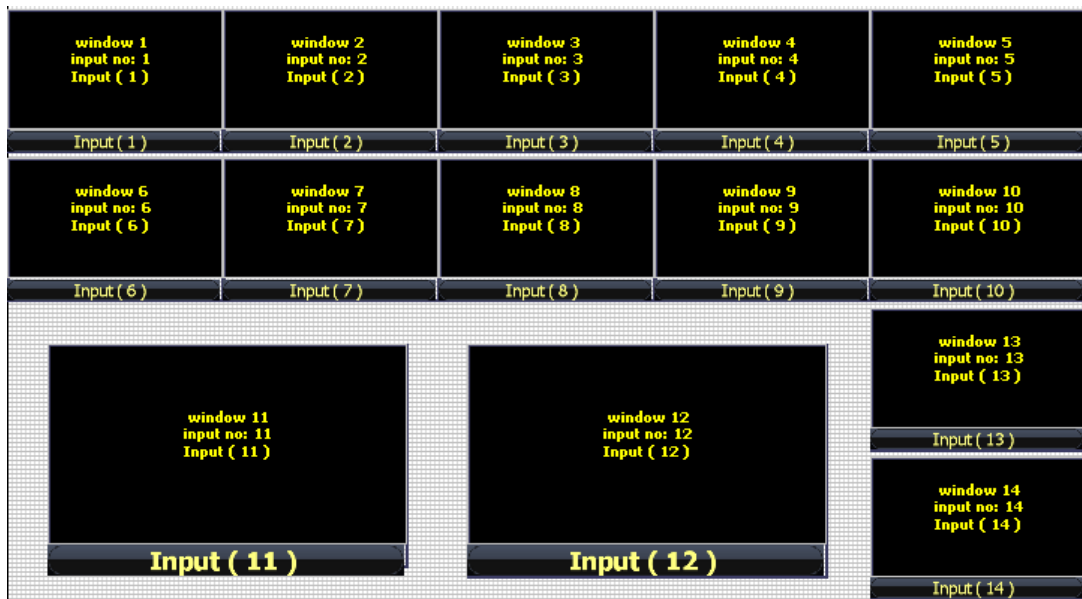 window 1
input no: 1
Input ( 1 )
Input ( 1 )
window 2
input no: 2
Input ( 2 )
Input ( 2 )
window 3
input no: 3
Input ( 3 )
Input ( 3 )
window 4
input no: 4
Input ( 4 )
Input ( 4 )
window 5
input no: 5
Input ( 5 )
Input ( 5 )
window 6
input no: 6
Input ( 6 )
Input ( 6 )
window 7
input no: 7
Input ( 7 )
Input ( 7 )
window 8
input no: 8
Input ( 8 )
Input ( 8 )
window 9
input no: 9
Input ( 9 )
Input ( 9 )
window 10
input no: 10
Input ( 10 )
Input ( 10 )
window 11
input no: 11
Input ( 11 )
Input ( 11 )
window 12
input no: 12
Input ( 12 )
Input ( 12 )
window 13
input no: 13
Input ( 13 )
Input ( 13 )
window 14
input no: 14
Input ( 14 )
Input ( 14 )